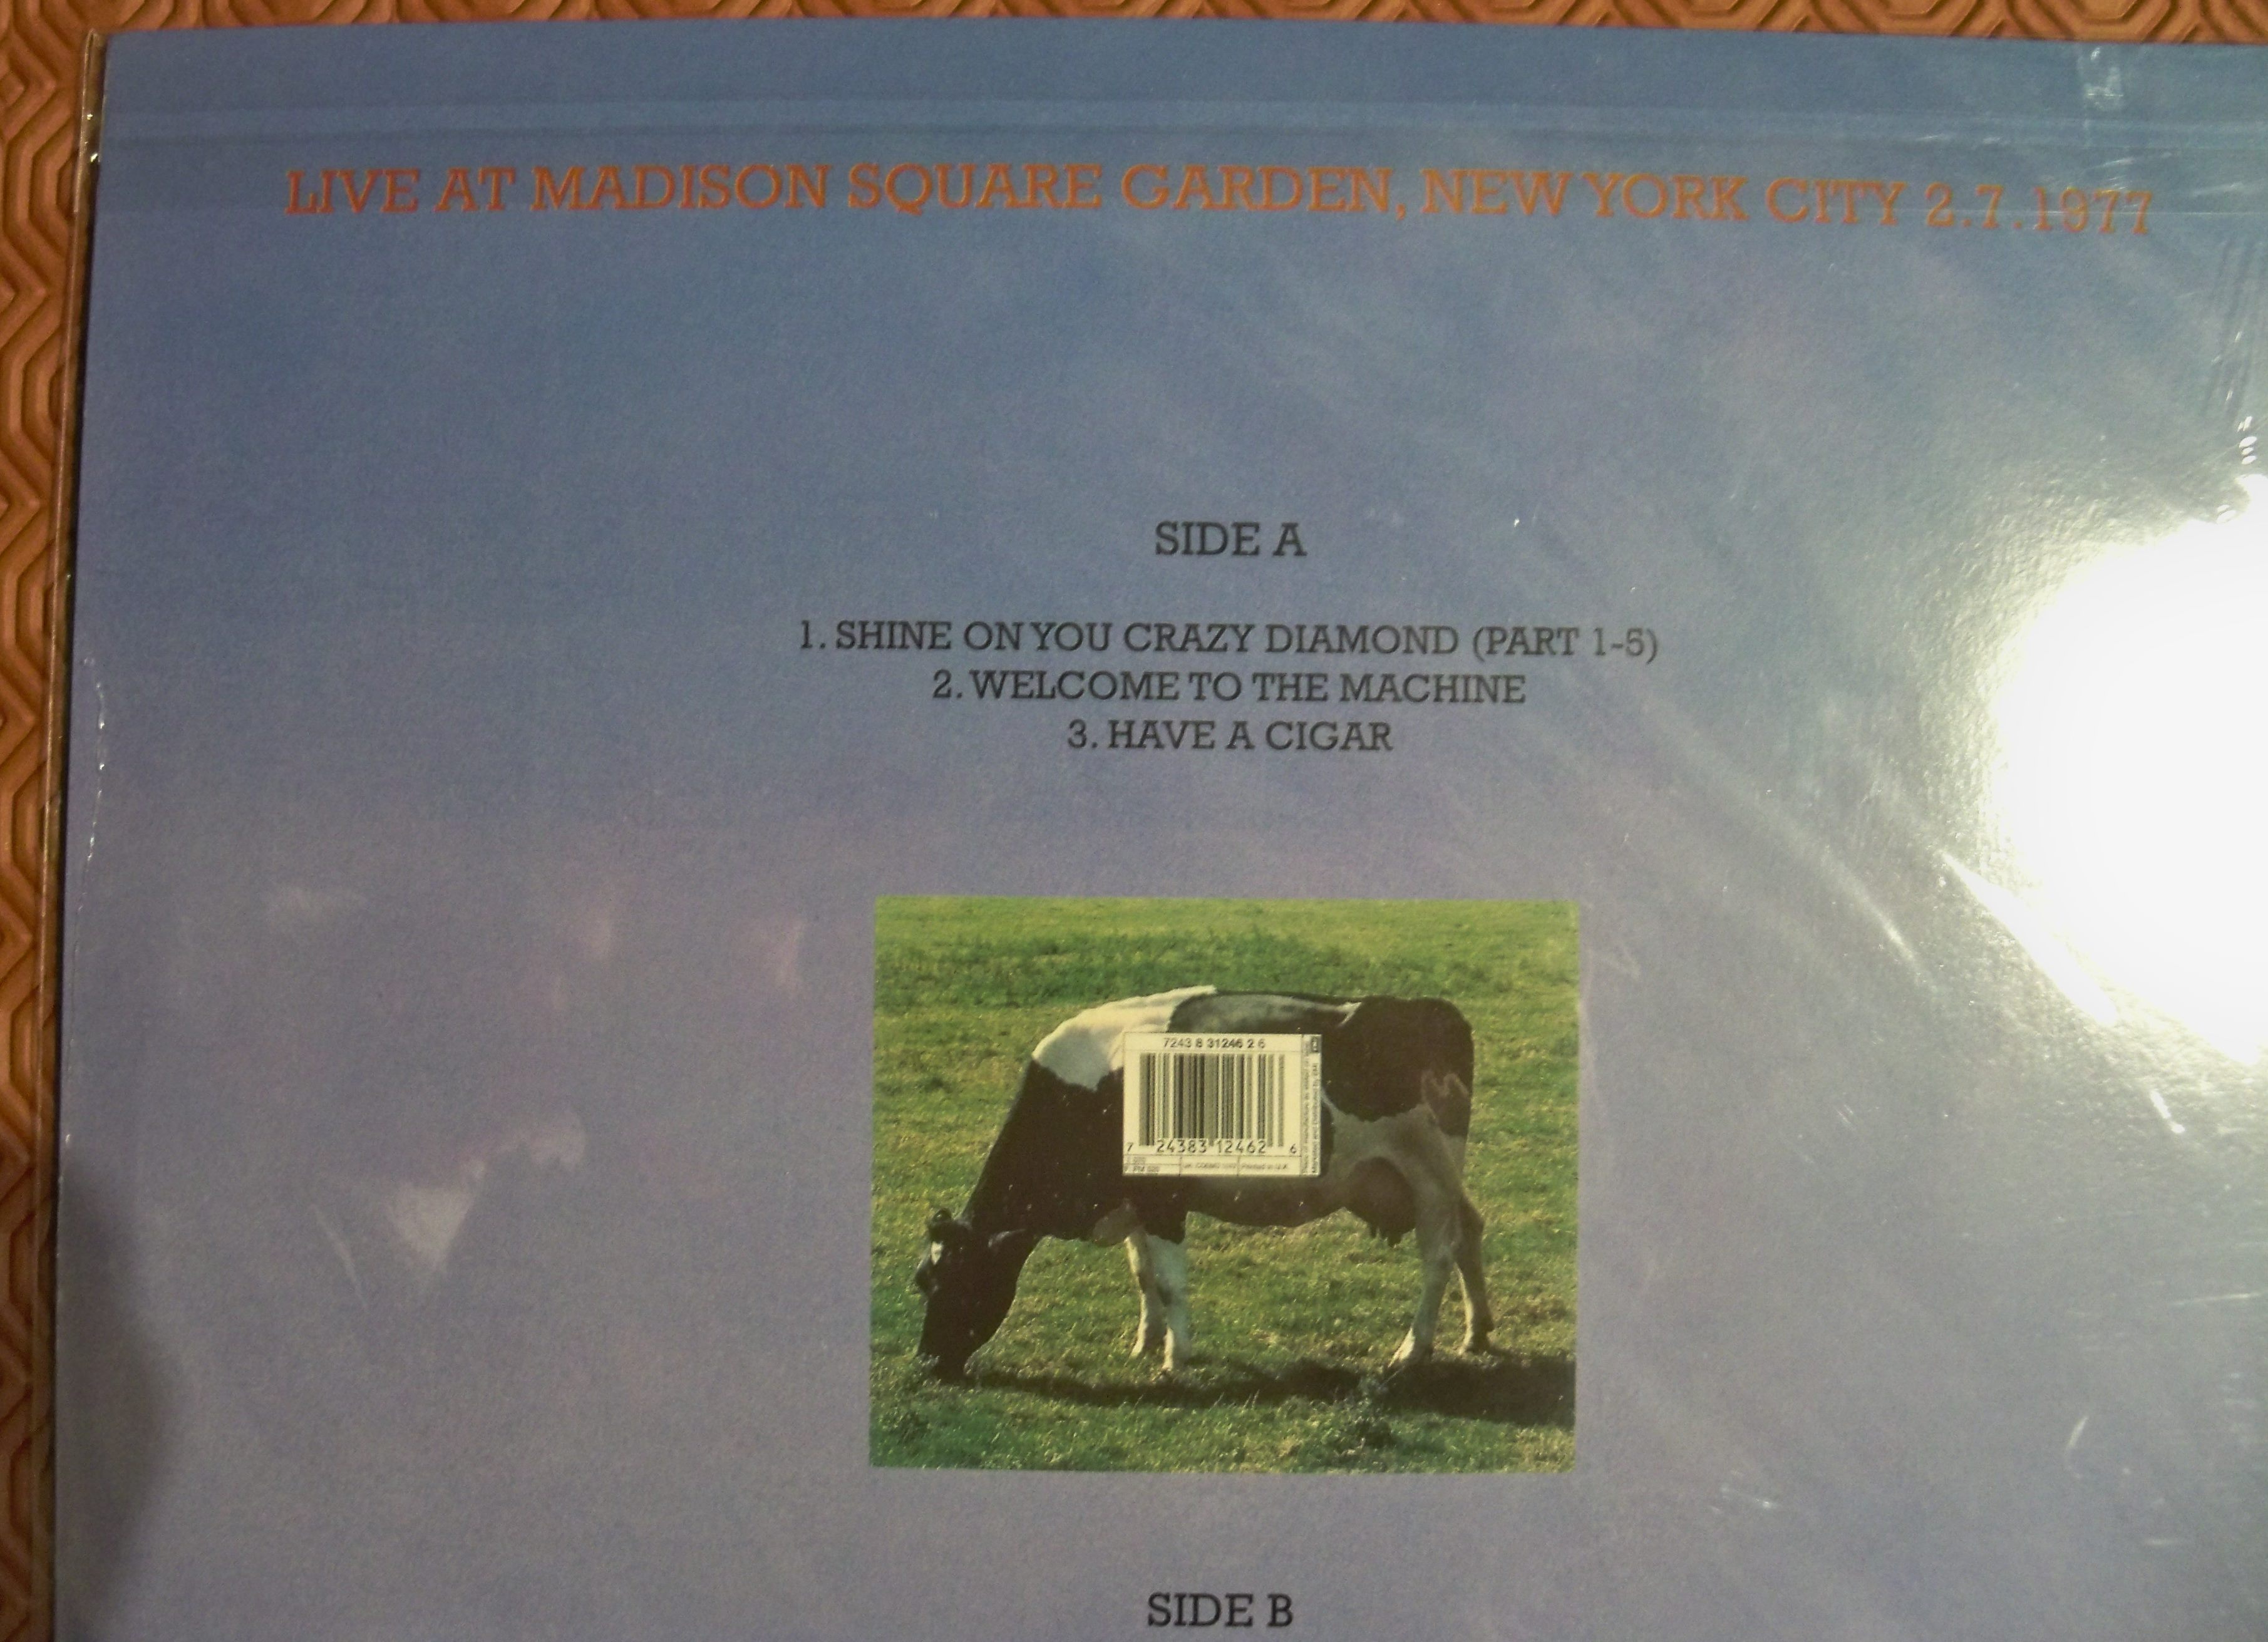 LIVE AT MADISON SQUARE GARDEN, NEW YORK CITY 2.7.1977
SIDE A
1. SHINE ON YOU CRAZY DIAMOND (PART 1-5)
2. WELCOME TO THE MACHINE
3. HAVE A CIGAR
7243 8 31246 2 6
7 24383 12462 6
Printed in U.K.
SIDE B